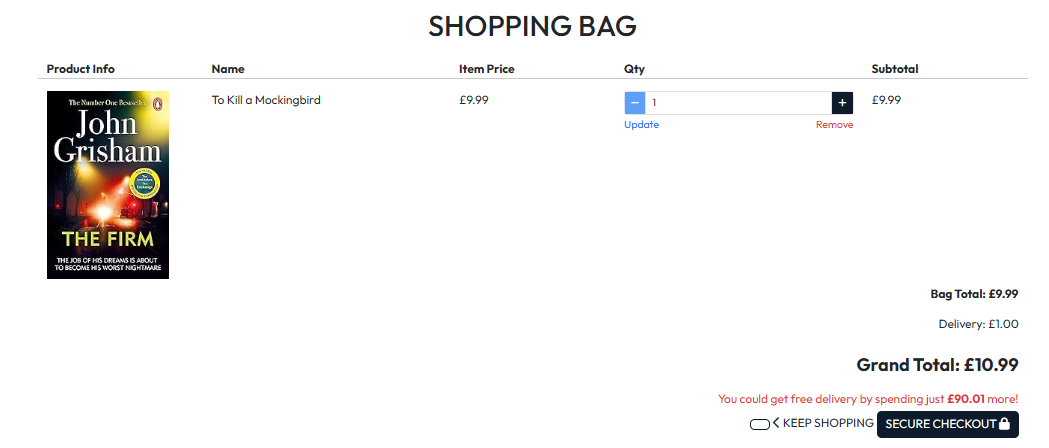 SHOPPING BAG
Product Info Name Item Price Qty Subtotal
The Number One Bestseller
John
Grisham
THE FIRM
THE JOB OF HIS DREAMS IS ABOUT
TO BECOME HIS WORST NIGHTMARE
To Kill a Mockingbird £9.99 − 1 + £9.99
Update Remove
Bag Total: £9.99
Delivery: £1.00
Grand Total: £10.99
You could get free delivery by spending just £90.01 more!
KEEP SHOPPING SECURE CHECKOUT